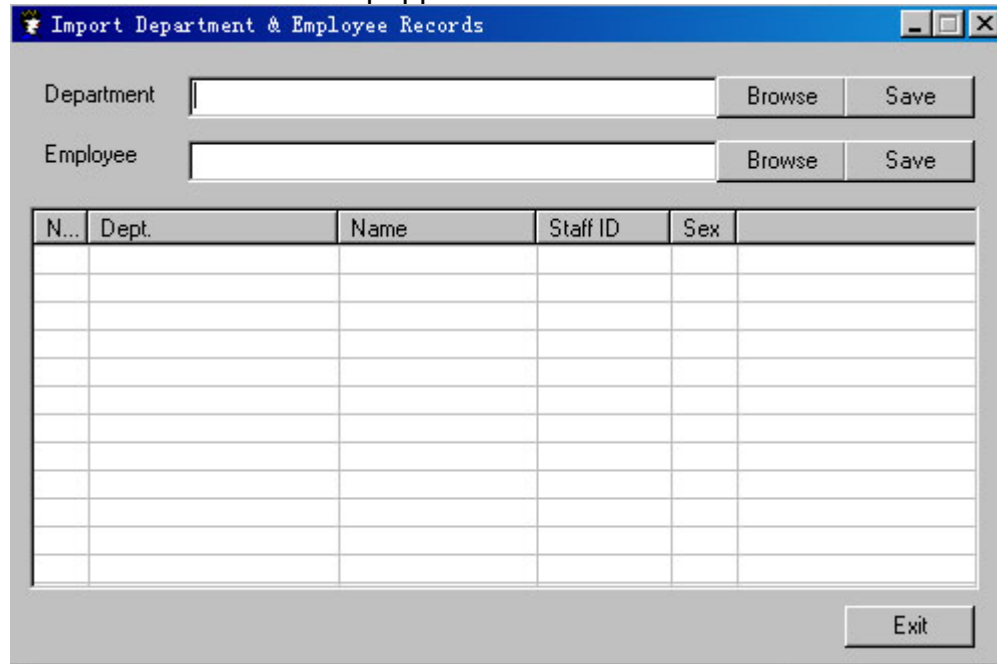 Import Department & Employee Records
Department Browse Save
Employee Browse Save
N... Dept. Name Staff ID Sex
Exit